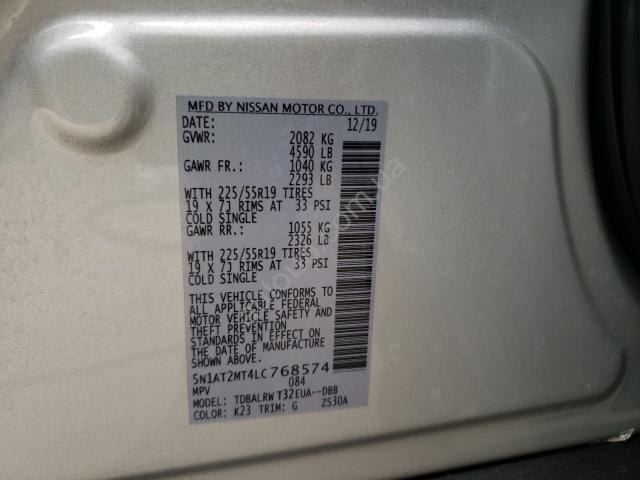 MFD BY NISSAN MOTOR CO., LTD.
DATE: 12/19
GVWR: 2082 KG
4590 LB
GAWR FR.: 1040 KG
2293 LB
WITH 225/55R19 TIRES
19 X 7J RIMS AT 33 PSI
COLD SINGLE
GAWR RR.: 1055 KG
2326 LB
WITH 225/55R19 TIRES
19 X 7J RIMS AT 33 PSI
COLD SINGLE
THIS VEHICLE CONFORMS TO
ALL APPLICABLE FEDERAL
MOTOR VEHICLE SAFETY AND
THEFT PREVENTION
STANDARDS IN EFFECT ON
THE DATE OF MANUFACTURE
SHOWN ABOVE.
5N1AT2MT4LC768574
MPV 084
MODEL: TDBALRW T32EUA--DBB
COLOR: K23 TRIM: G ZS30A